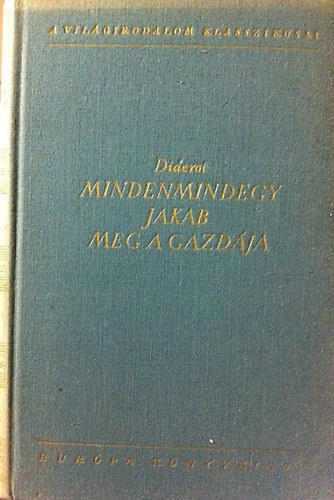 A VILÁGIRODALOM KLASSZIKUSAI
Diderot
MINDENMINDEGY
JAKAB
MEG A GAZDÁJA
EURÓPA KÖNYVKIADÓ